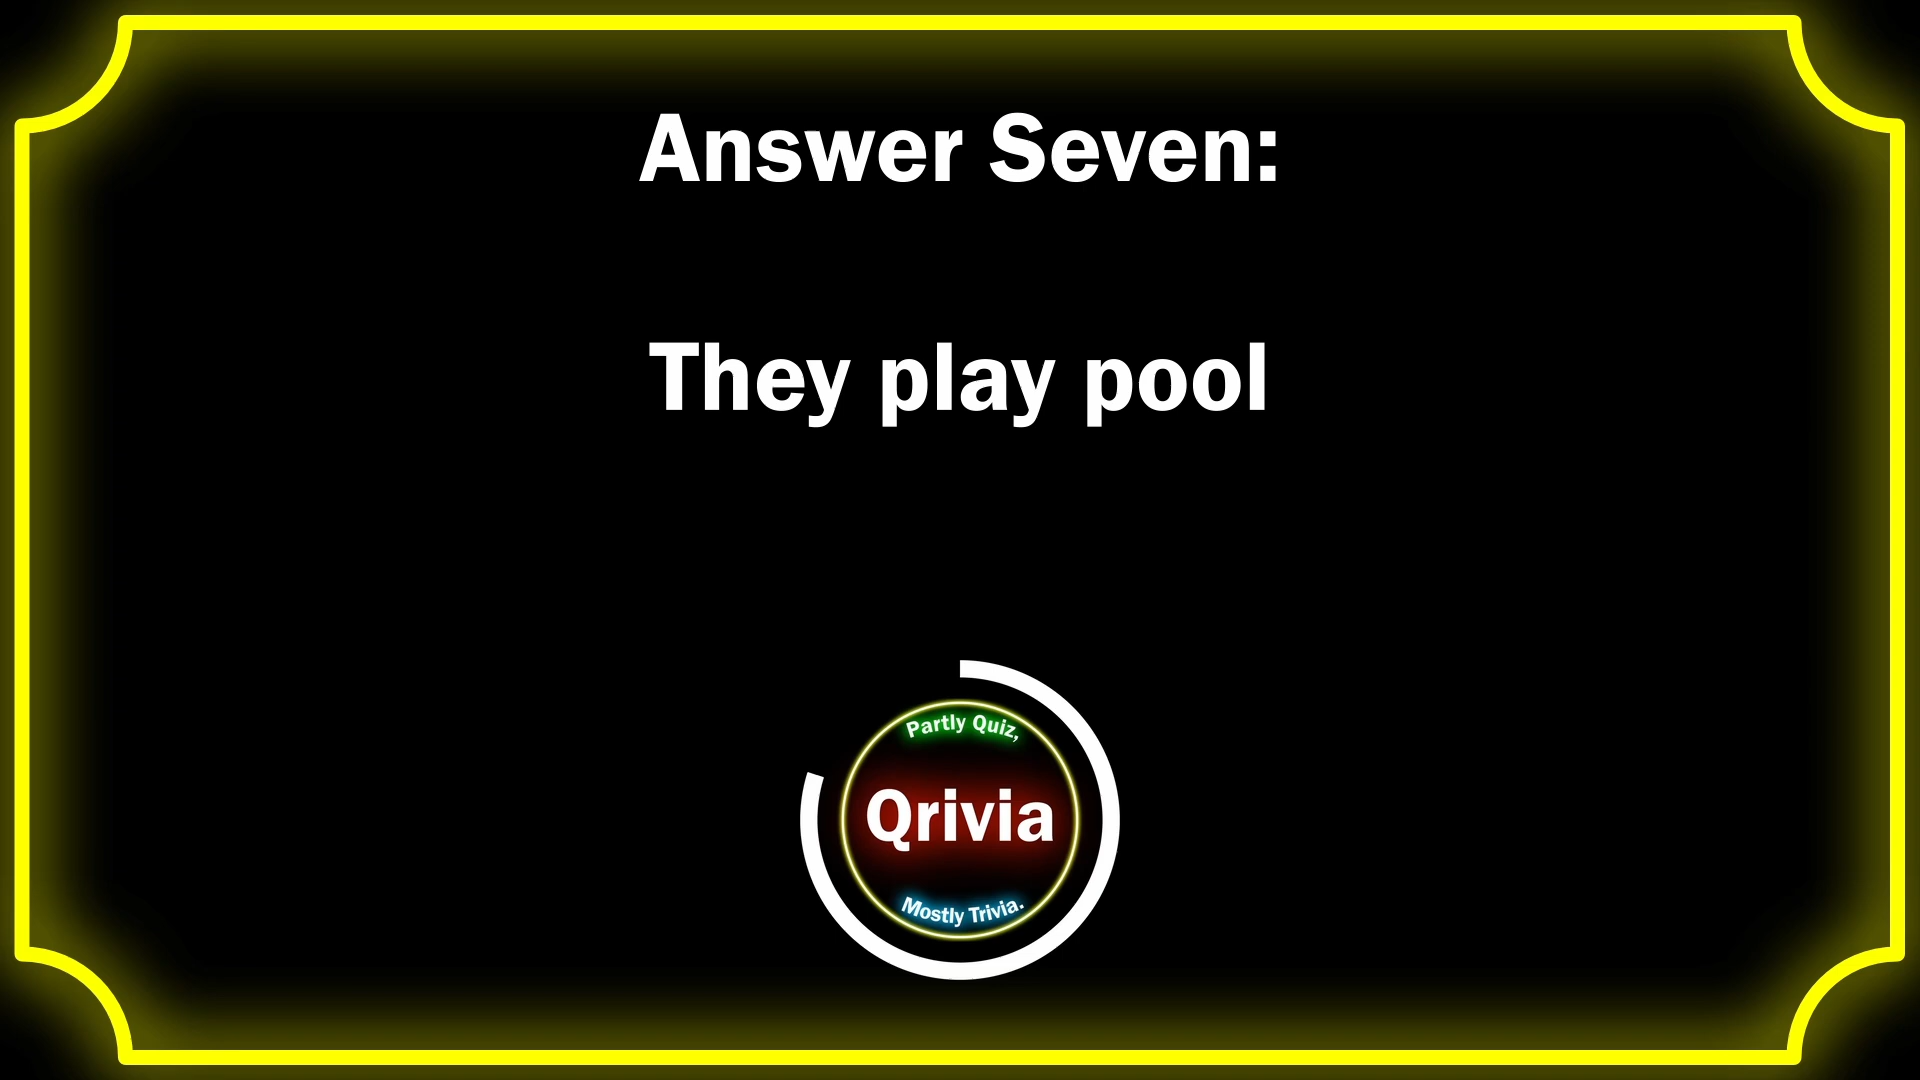 Answer Seven:
They play pool
Partly Quiz,
Qrivia
Mostly Trivia.